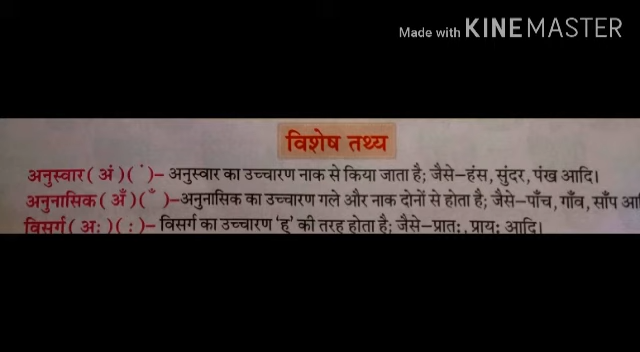 Made with KINEMASTER
विशेष तथ्य
अनुस्वार ( अं ) ( ं ) – अनुस्वार का उच्चारण नाक से किया जाता है; जैसे–हंस, सुंदर, पंख आदि।
अनुनासिक ( अँ ) ( ँ ) –अनुनासिक का उच्चारण गले और नाक दोनों से होता है; जैसे–पाँच, गाँव, साँप आ
विसर्ग ( अः ) ( : ) – विसर्ग का उच्चारण ‘ह’ की तरह होता है; जैसे–प्रातः, प्रायः आदि।